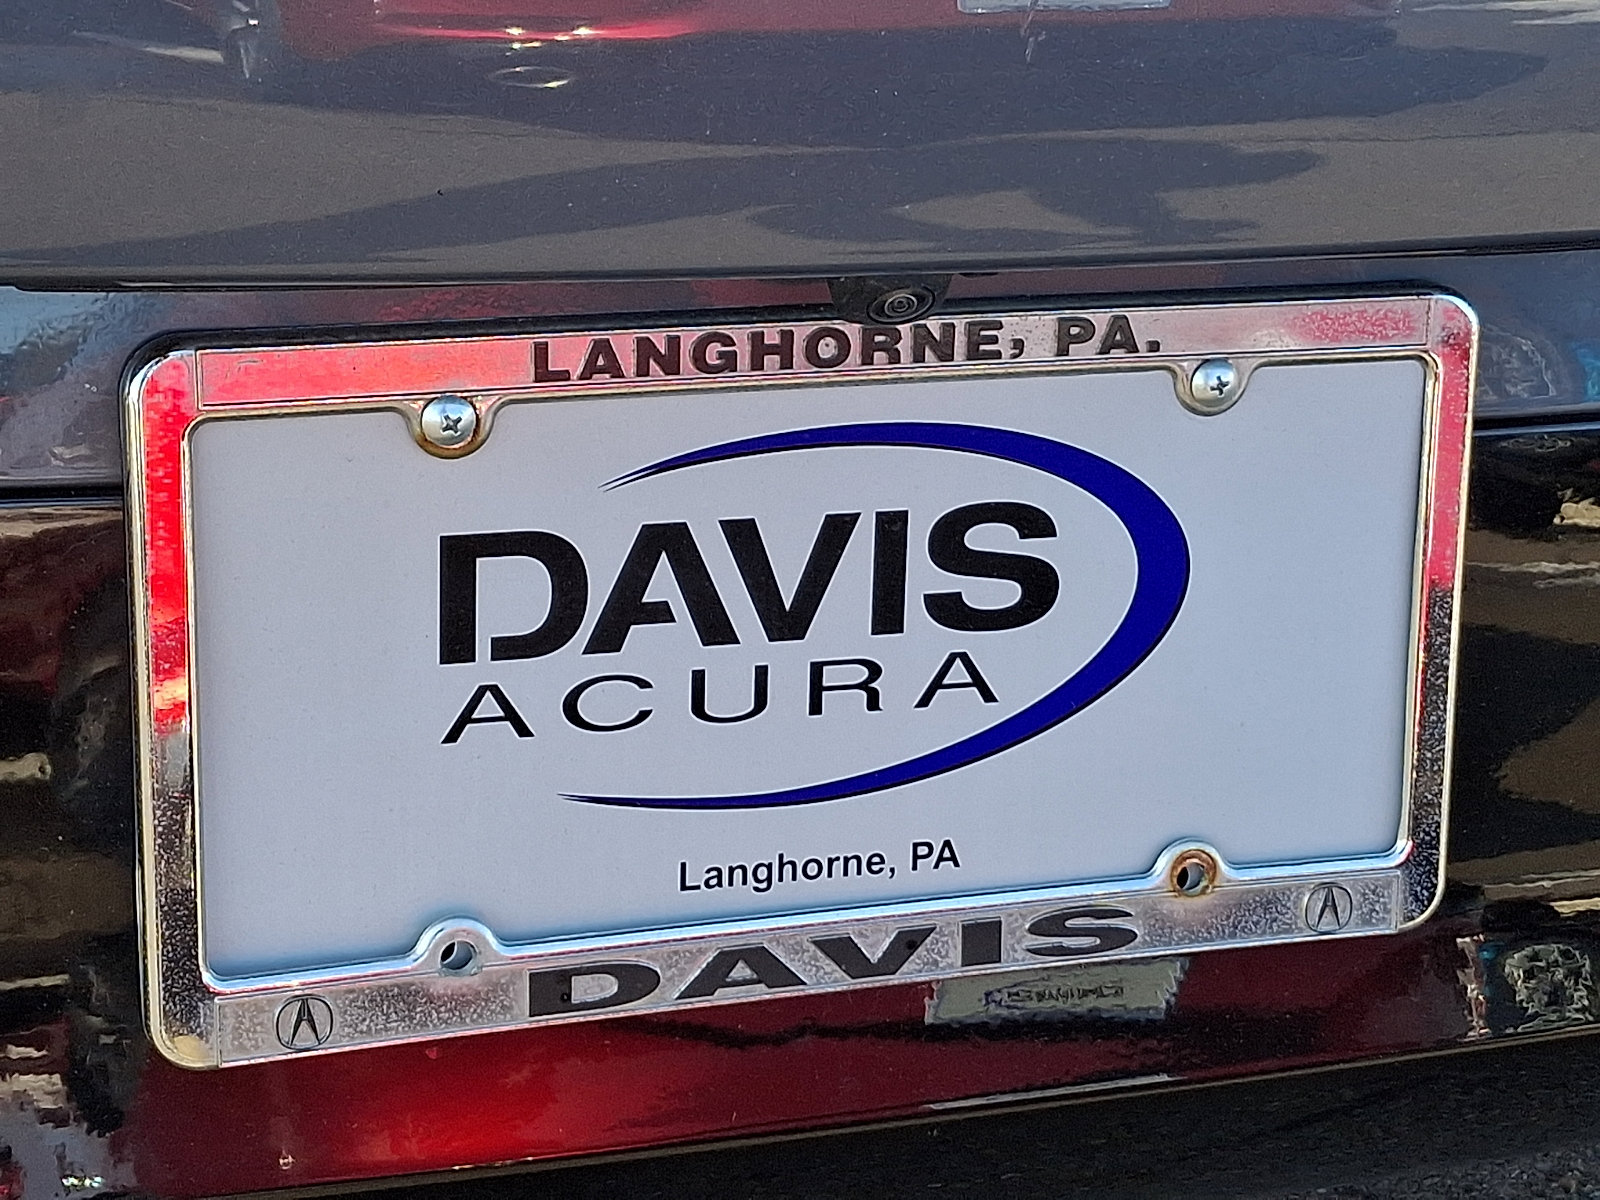 LANGHORNE, PA.
DAVIS
ACURA
Langhorne, PA
DAVIS